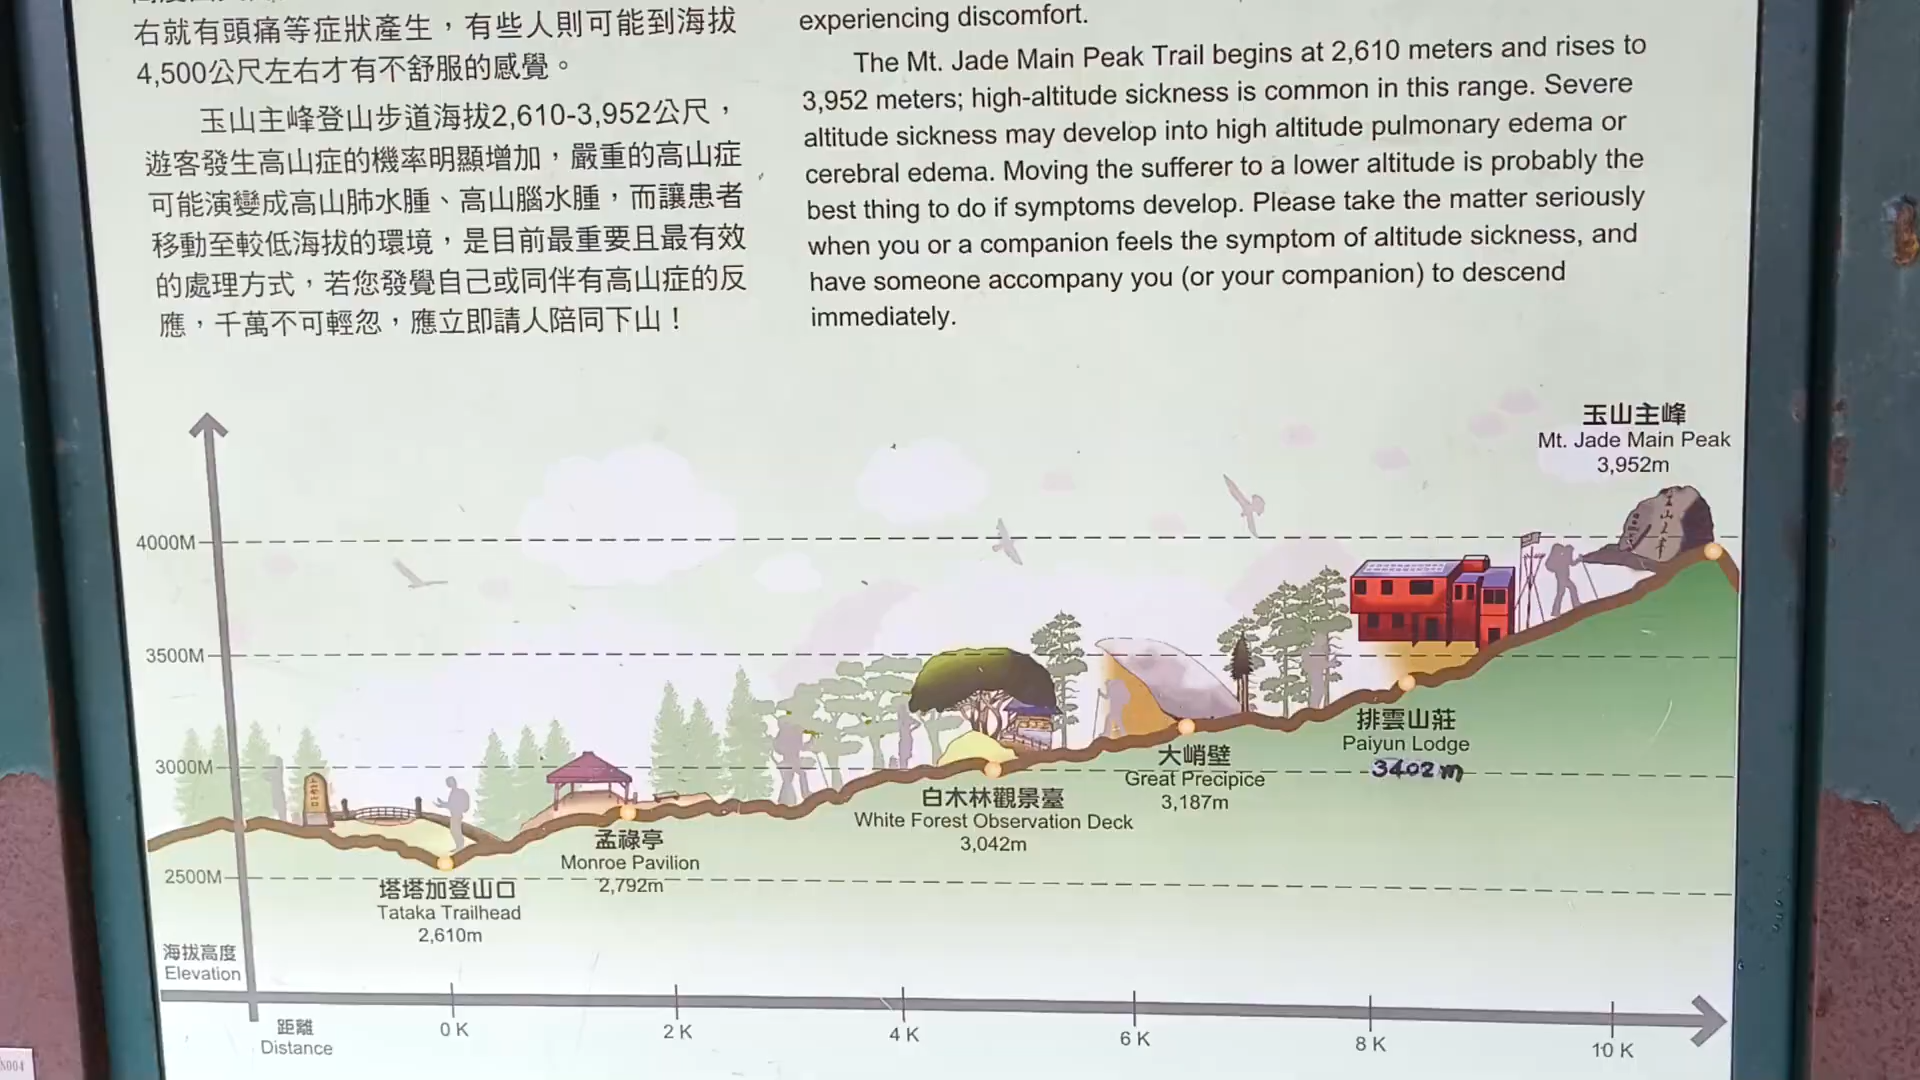 右就有頭痛等症狀產生，有些人則可能到海拔
4,500公尺左右才有不舒服的感覺。
玉山主峰登山步道海拔2,610-3,952公尺，
遊客發生高山症的機率明顯增加，嚴重的高山症
可能演變成高山肺水腫、高山腦水腫，而讓患者
移動至較低海拔的環境，是目前最重要且最有效
的處理方式，若您發覺自己或同伴有高山症的反
應，千萬不可輕忽，應立即請人陪同下山！
experiencing discomfort.
The Mt. Jade Main Peak Trail begins at 2,610 meters and rises to
3,952 meters; high-altitude sickness is common in this range. Severe
altitude sickness may develop into high altitude pulmonary edema or
cerebral edema. Moving the sufferer to a lower altitude is probably the
best thing to do if symptoms develop. Please take the matter seriously
when you or a companion feels the symptom of altitude sickness, and
have someone accompany you (or your companion) to descend
immediately.
玉山主峰
Mt. Jade Main Peak
3,952m
4000M
3500M
3000M
2500M
排雲山莊
Paiyun Lodge
3402m
大峭壁
Great Precipice
3,187m
白木林觀景臺
White Forest Observation Deck
3,042m
孟祿亭
Monroe Pavilion
2,792m
塔塔加登山口
Tataka Trailhead
2,610m
海拔高度
Elevation
距離
Distance
0 K
2 K
4 K
6 K
8 K
10 K